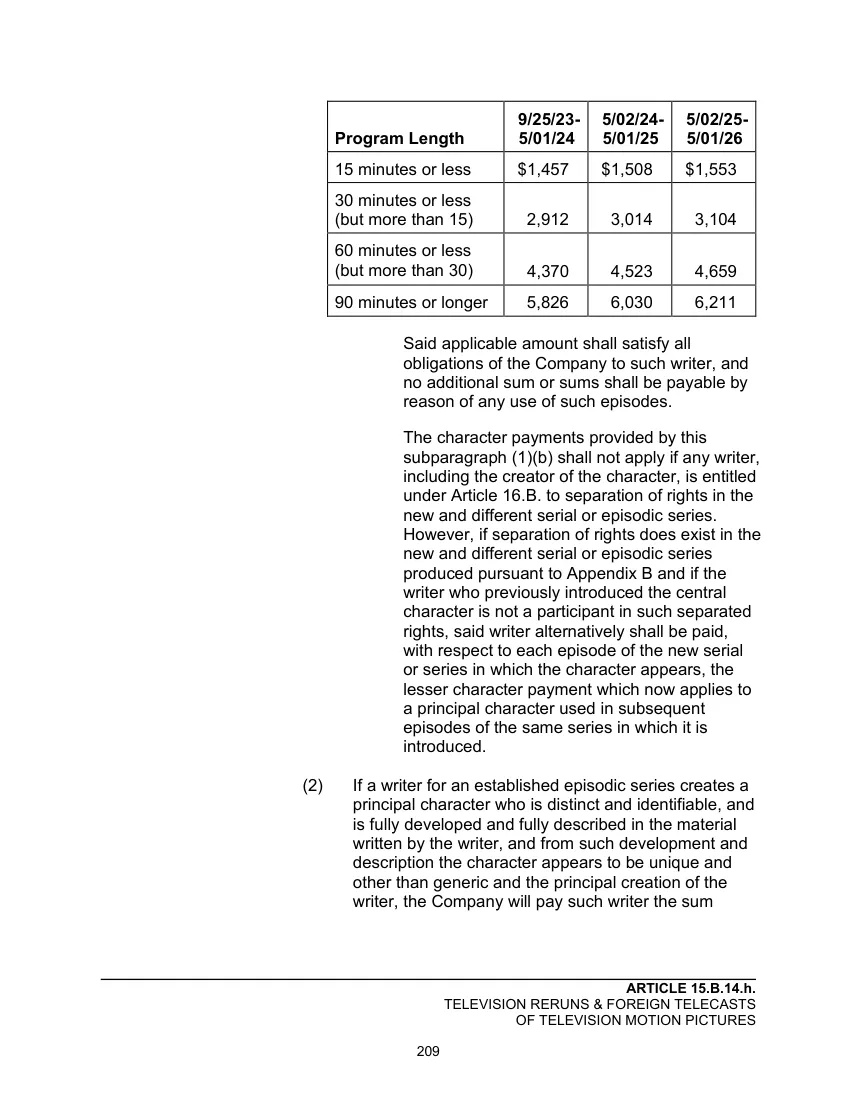 Program Length 9/25/23- 5/01/24 5/02/24- 5/01/25 5/02/25- 5/01/26
15 minutes or less $1,457 $1,508 $1,553
30 minutes or less
(but more than 15) 2,912 3,014 3,104
60 minutes or less
(but more than 30) 4,370 4,523 4,659
90 minutes or longer 5,826 6,030 6,211
Said applicable amount shall satisfy all
obligations of the Company to such writer, and
no additional sum or sums shall be payable by
reason of any use of such episodes.
The character payments provided by this
subparagraph (1)(b) shall not apply if any writer,
including the creator of the character, is entitled
under Article 16.B. to separation of rights in the
new and different serial or episodic series.
However, if separation of rights does exist in the
new and different serial or episodic series
produced pursuant to Appendix B and if the
writer who previously introduced the central
character is not a participant in such separated
rights, said writer alternatively shall be paid,
with respect to each episode of the new serial
or series in which the character appears, the
lesser character payment which now applies to
a principal character used in subsequent
episodes of the same series in which it is
introduced.
(2) If a writer for an established episodic series creates a
principal character who is distinct and identifiable, and
is fully developed and fully described in the material
written by the writer, and from such development and
description the character appears to be unique and
other than generic and the principal creation of the
writer, the Company will pay such writer the sum
ARTICLE 15.B.14.h.
TELEVISION RERUNS & FOREIGN TELECASTS
OF TELEVISION MOTION PICTURES
209